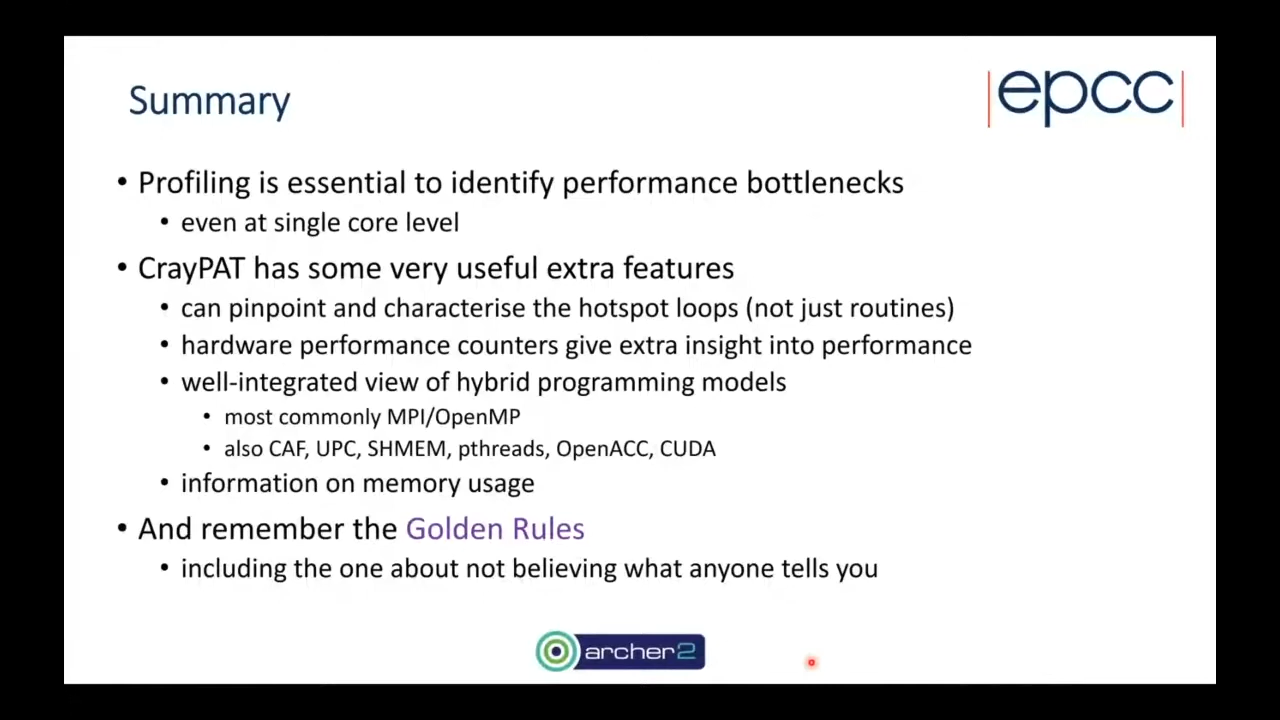 Summary
epcc
• Profiling is essential to identify performance bottlenecks
• even at single core level
• CrayPAT has some very useful extra features
• can pinpoint and characterise the hotspot loops (not just routines)
• hardware performance counters give extra insight into performance
• well-integrated view of hybrid programming models
• most commonly MPI/OpenMP
• also CAF, UPC, SHMEM, pthreads, OpenACC, CUDA
• information on memory usage
• And remember the Golden Rules
• including the one about not believing what anyone tells you
archer2